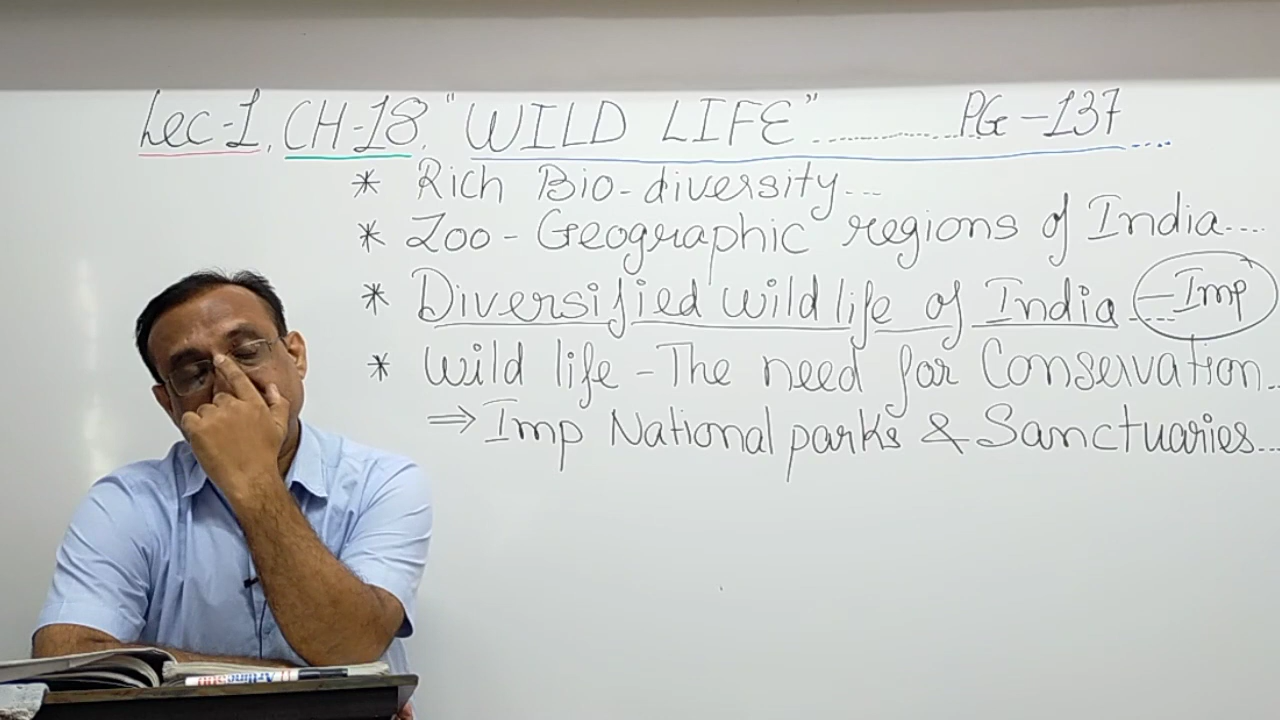 Lec-1, CH-18, "WILD LIFE" ............... PG-137 ....
* Rich Bio-diversity...
* Zoo-Geographic regions of India....
* Diversified wild life of India....-Imp
* Wild life - The need for Conservation..
⇒ Imp National parks & Sanctuaries...
Artline